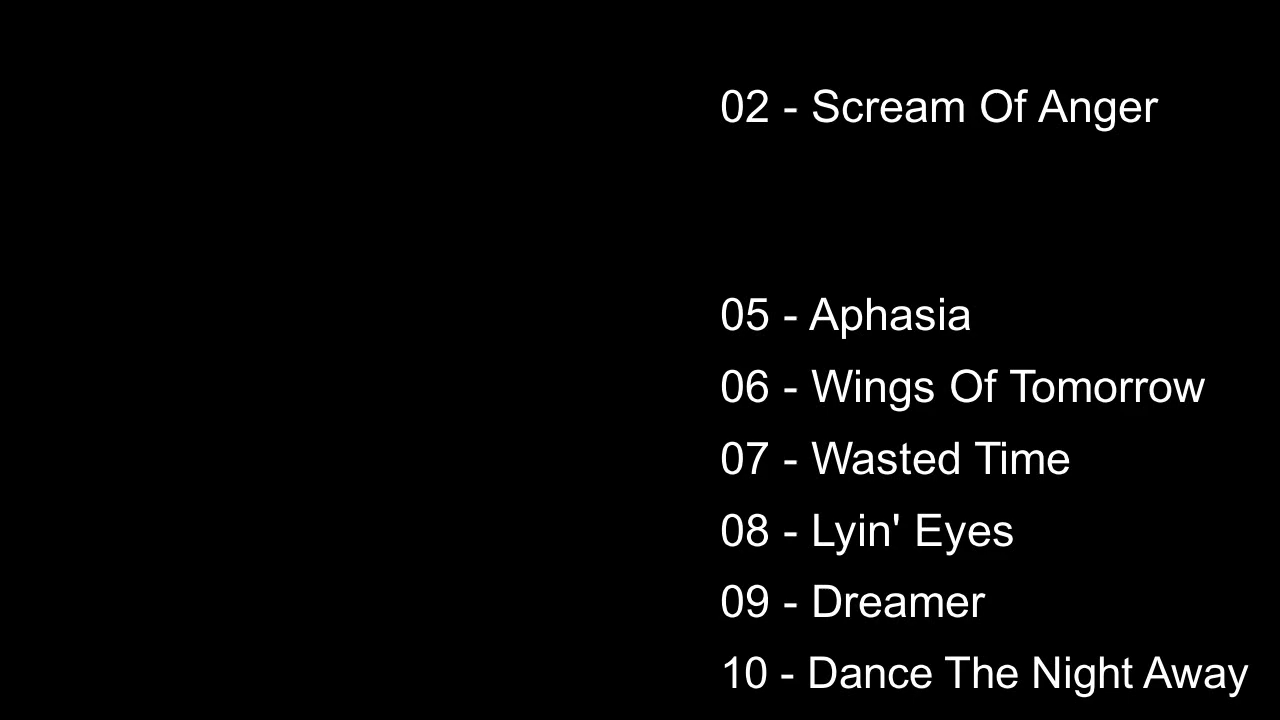 02 - Scream Of Anger
05 - Aphasia
06 - Wings Of Tomorrow
07 - Wasted Time
08 - Lyin' Eyes
09 - Dreamer
10 - Dance The Night Away